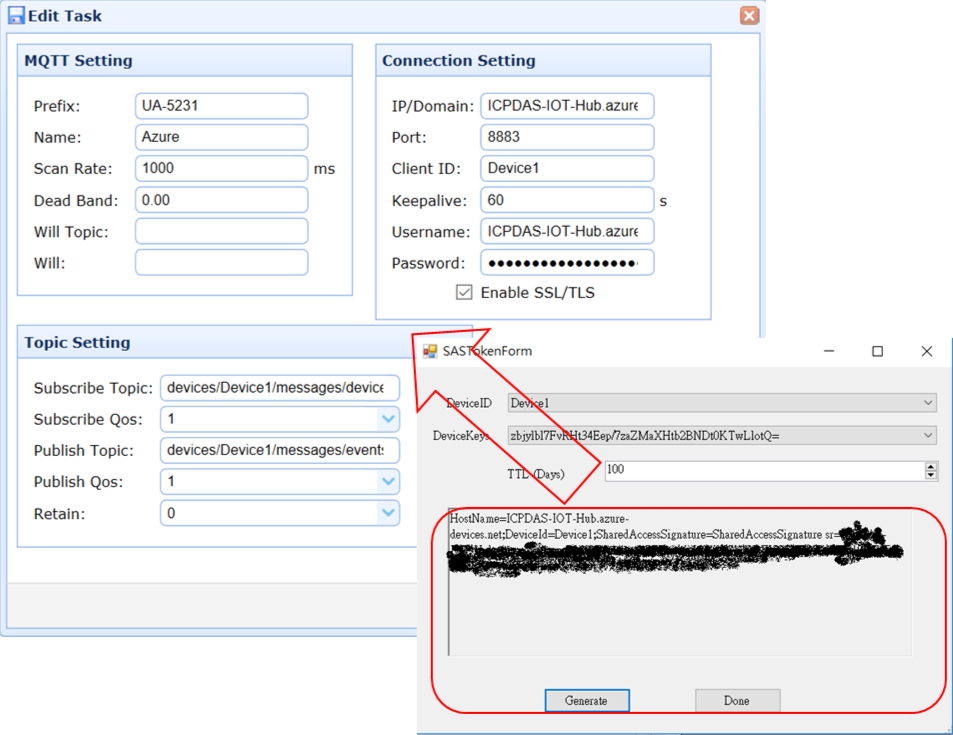 Edit Task
MQTT Setting
Prefix: UA-5231
Name: Azure
Scan Rate: 1000 ms
Dead Band: 0.00
Will Topic:
Will:
Connection Setting
IP/Domain: ICPDAS-IOT-Hub.azure
Port: 8883
Client ID: Device1
Keepalive: 60 s
Username: ICPDAS-IOT-Hub.azure
Password: ●●●●●●●●●●●●●●●●●
Enable SSL/TLS
Topic Setting
Subscribe Topic: devices/Device1/messages/device
Subscribe Qos: 1
Publish Topic: devices/Device1/messages/events
Publish Qos: 1
Retain: 0
SASTokenForm
DeviceID Device1
DeviceKeys
TTL (Days) 100
HostName=ICPDAS-IOT-Hub.azure-
devices.net;DeviceId=Device1;SharedAccessSignature=SharedAccessSignature sr=
Generate Done